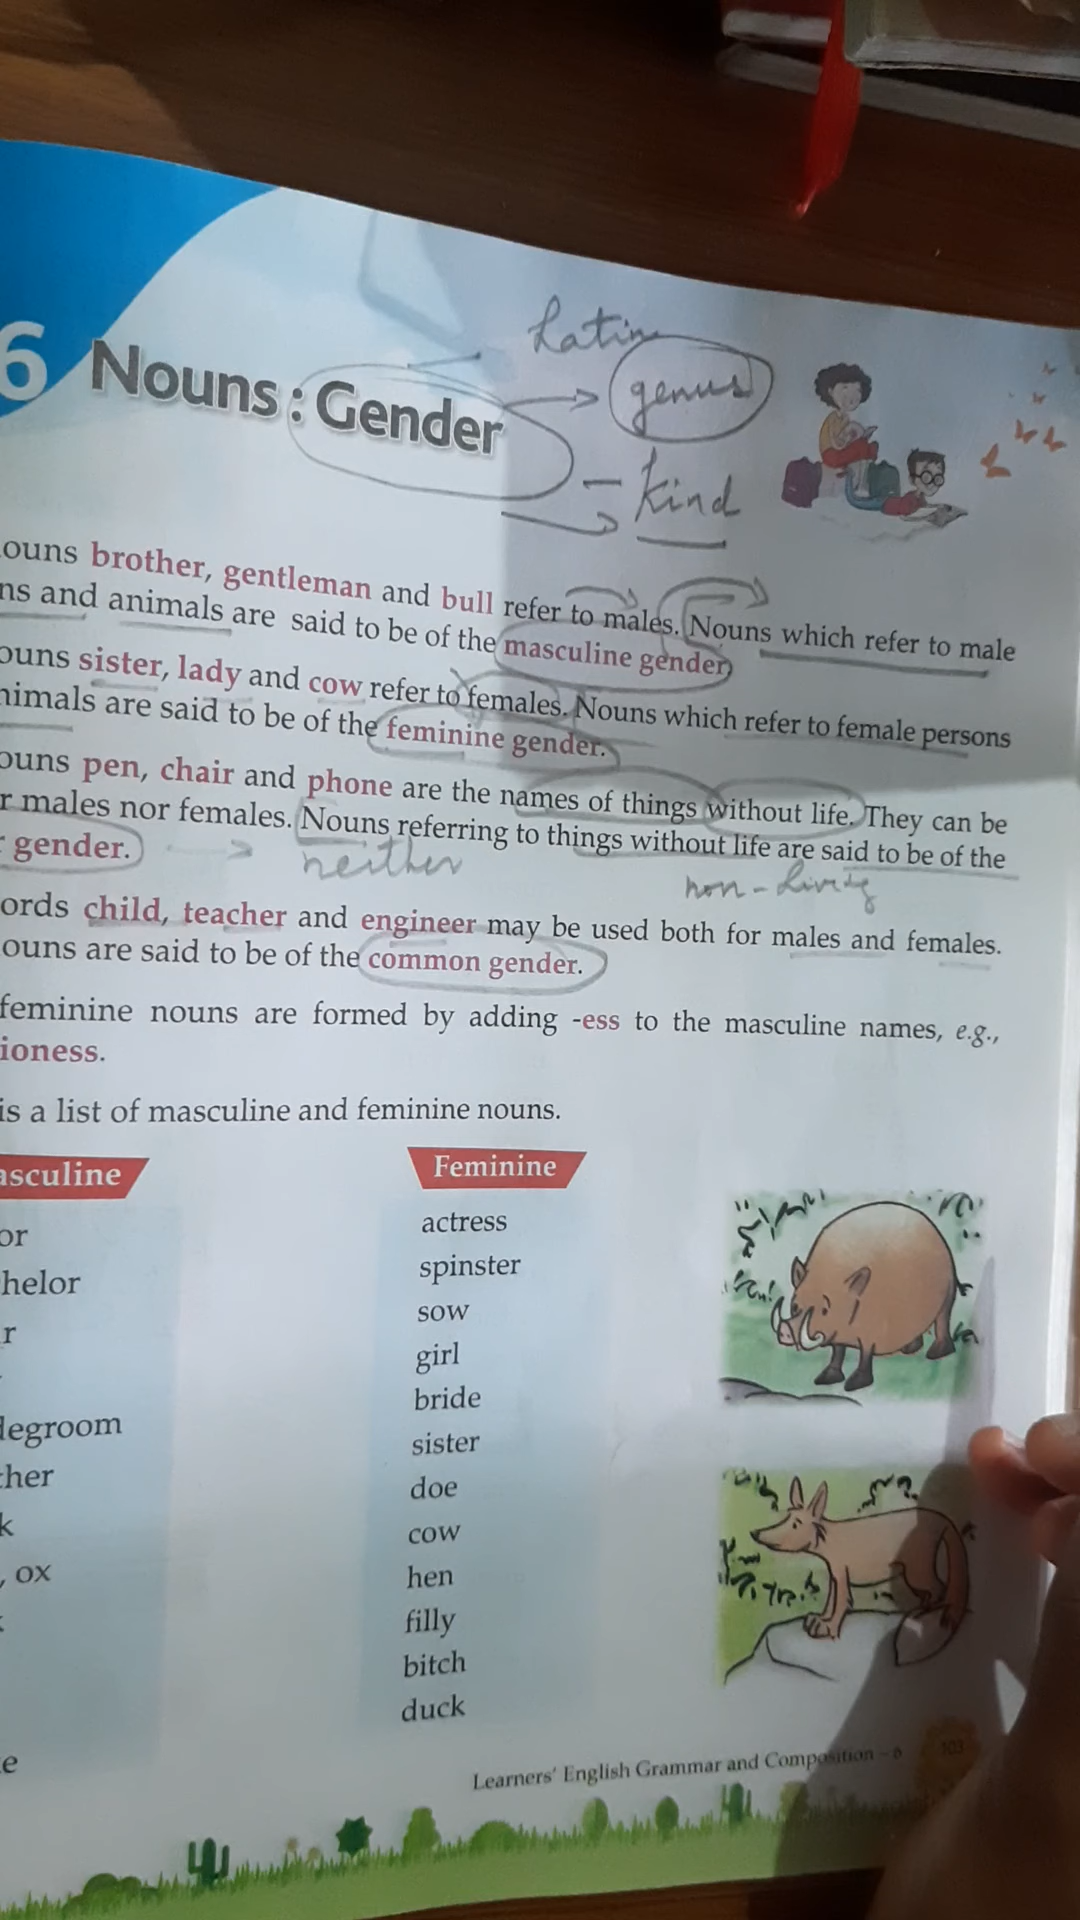 Latin
6 Nouns : Gender
genus
kind
ouns brother, gentleman and bull refer to males. Nouns which refer to male
ns and animals are said to be of the masculine gender.
ouns sister, lady and cow refer to females. Nouns which refer to female persons
nimals are said to be of the feminine gender.
ouns pen, chair and phone are the names of things without life. They can be
r males nor females. Nouns referring to things without life are said to be of the
gender.
neither
non-living
ords child, teacher and engineer may be used both for males and females.
ouns are said to be of the common gender.
feminine nouns are formed by adding -ess to the masculine names, e.g.,
ioness.
is a list of masculine and feminine nouns.
asculine Feminine
or actress
helor spinster
r sow
girl
legroom bride
ther sister
k doe
, ox cow
hen
filly
bitch
duck
e
Learners' English Grammar and Composition – 6 103